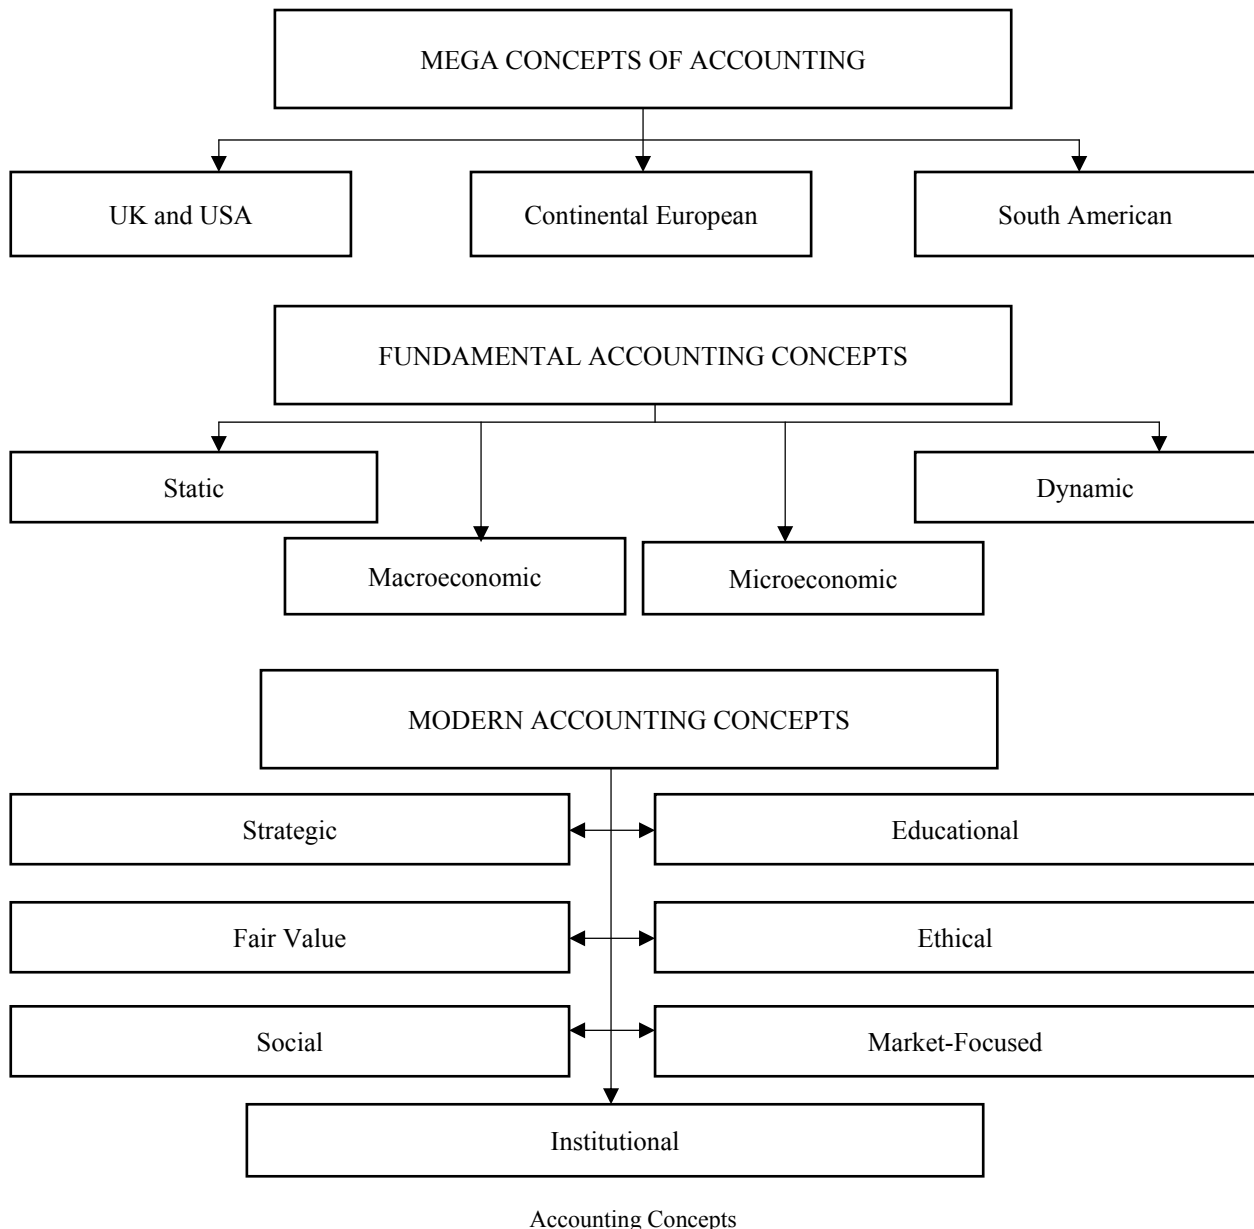 MEGA CONCEPTS OF ACCOUNTING
UK and USA
Continental European
South American
FUNDAMENTAL ACCOUNTING CONCEPTS
Static
Dynamic
Macroeconomic
Microeconomic
MODERN ACCOUNTING CONCEPTS
Strategic
Educational
Fair Value
Ethical
Social
Market-Focused
Institutional
Accounting Concepts